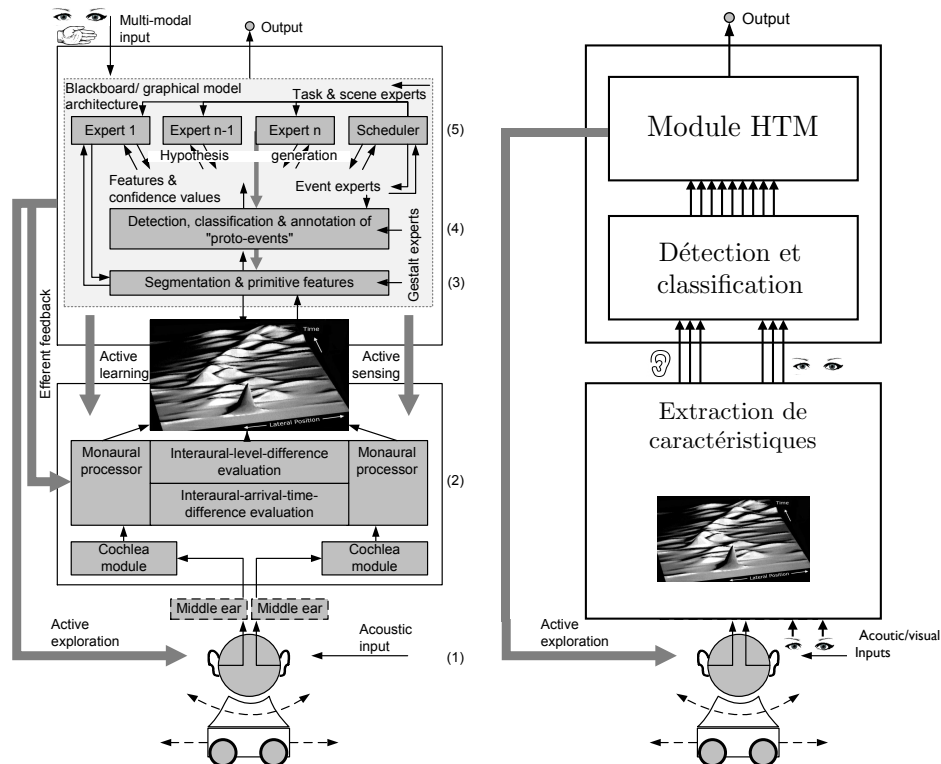 Multi-modal
input
Output
Blackboard/ graphical model
architecture
Task & scene experts
Expert 1
Expert n-1
Expert n
Scheduler
(5)
Hypothesis
generation
Features &
confidence values
Event experts
Detection, classification & annotation of
"proto-events"
(4)
Gestalt experts
Segmentation & primitive features
(3)
Efferent feedback
Active
learning
Time
Lateral Position
Active
sensing
Monaural
processor
Interaural-level-difference
evaluation
Interaural-arrival-time-
difference evaluation
Monaural
processor
(2)
Cochlea
module
Cochlea
module
Middle ear
Middle ear
Active
exploration
Acoustic
input
(1)
Output
Module HTM
Détection et
classification
Extraction de
caractéristiques
Time
Lateral Position
Active
exploration
Acoutic/visual
Inputs